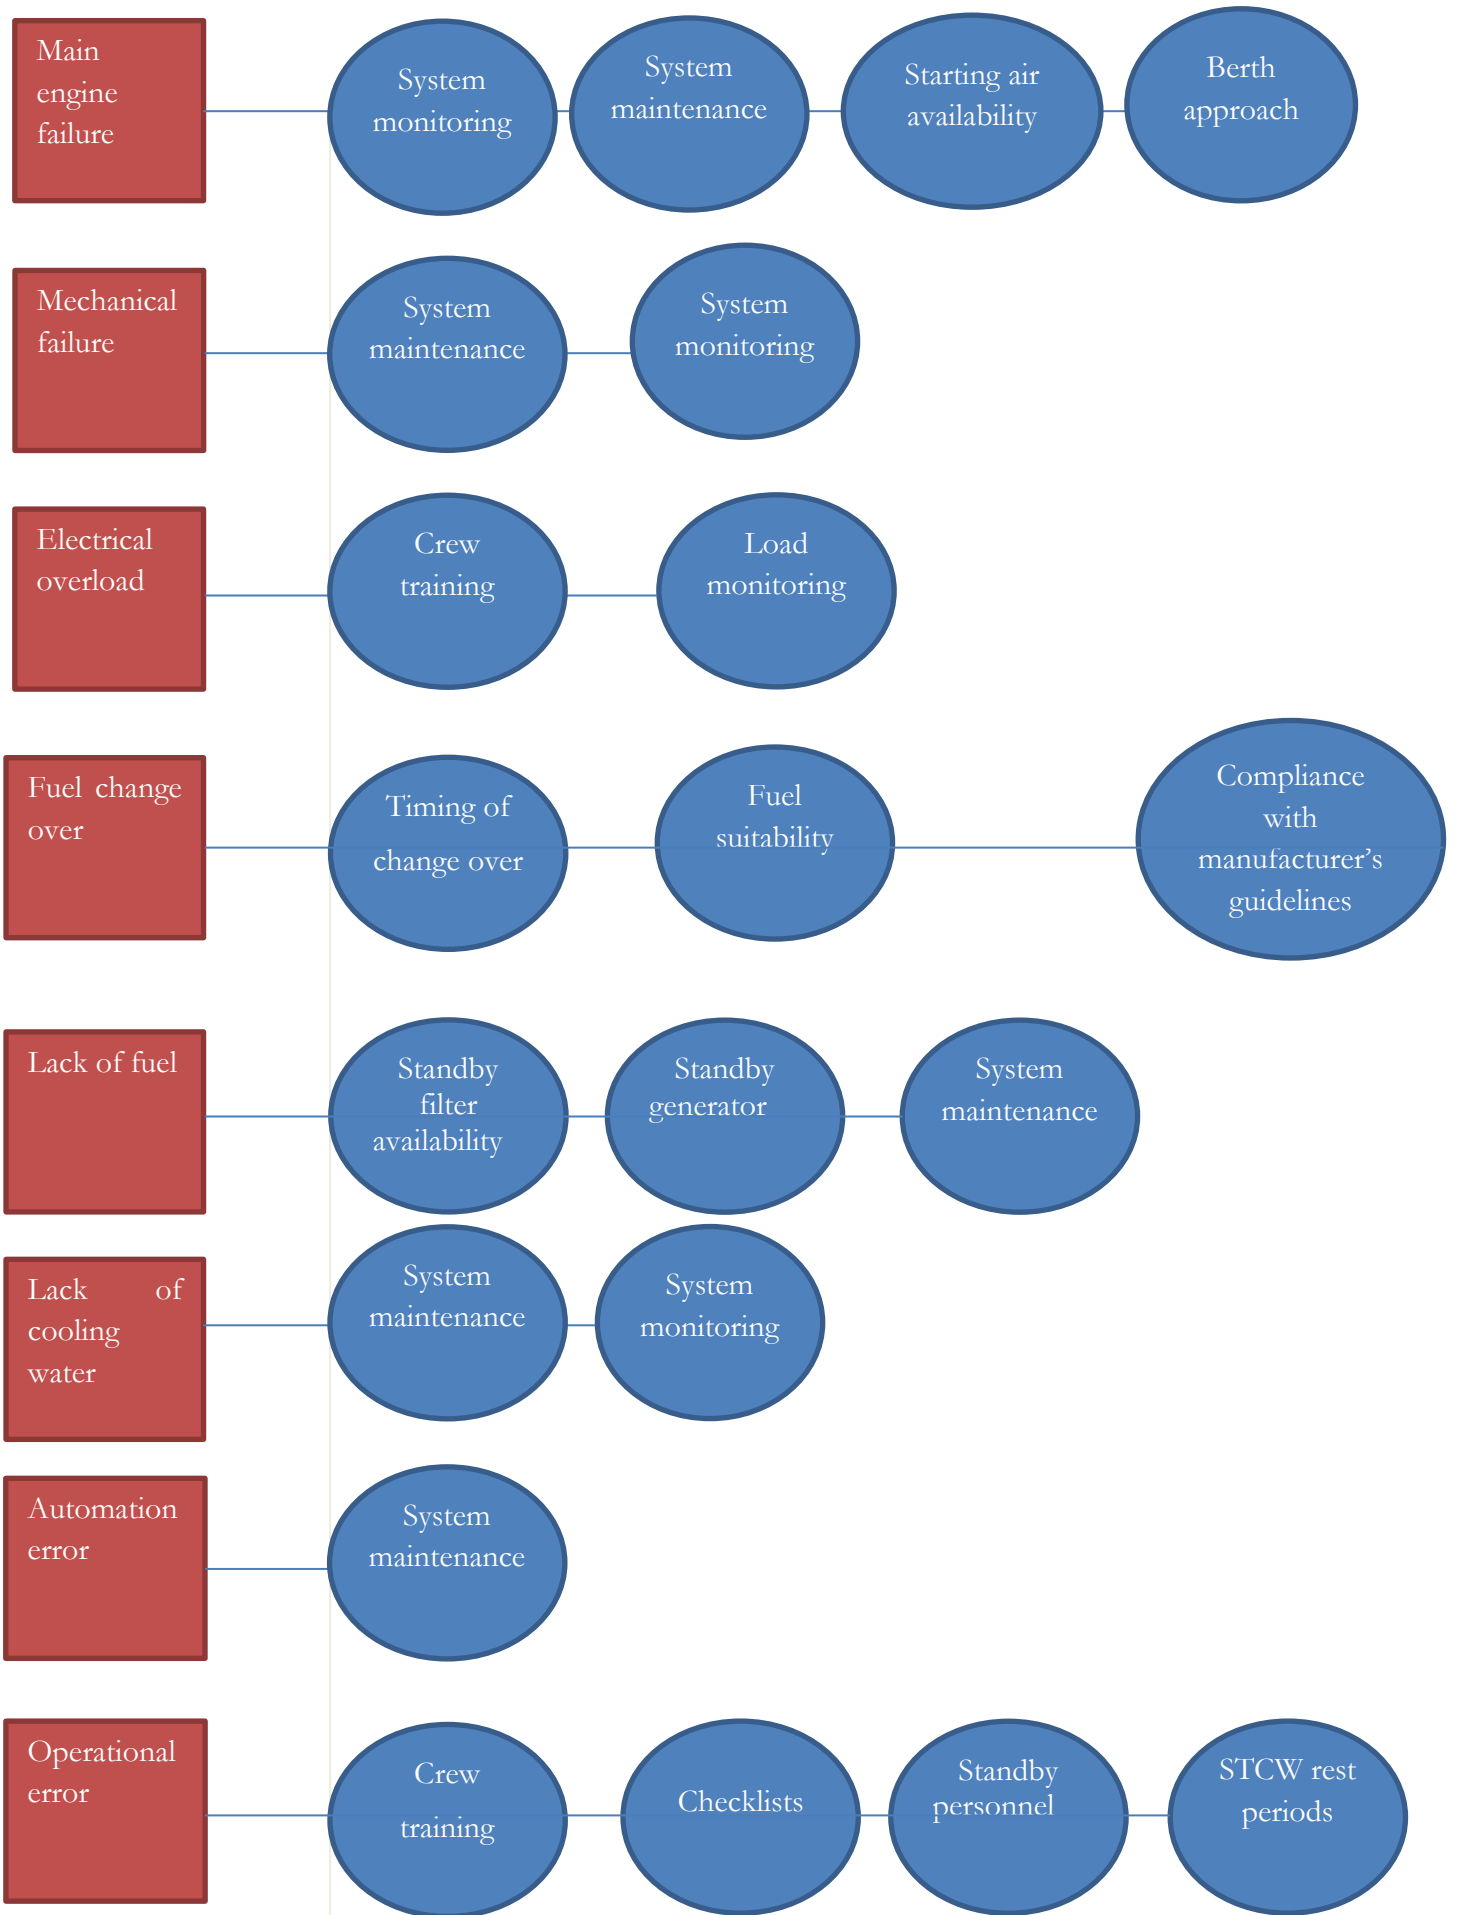 Main
engine
failure
System
monitoring
System
maintenance
Starting air
availability
Berth
approach
Mechanical
failure
System
maintenance
System
monitoring
Electrical
overload
Crew
training
Load
monitoring
Fuel change
over
Timing of
change over
Fuel
suitability
Compliance
with
manufacturer’s
guidelines
Lack of fuel
Standby
filter
availability
Standby
generator
System
maintenance
Lack of
cooling
water
System
maintenance
System
monitoring
Automation
error
System
maintenance
Operational
error
Crew
training
Checklists
Standby
personnel
STCW rest
periods